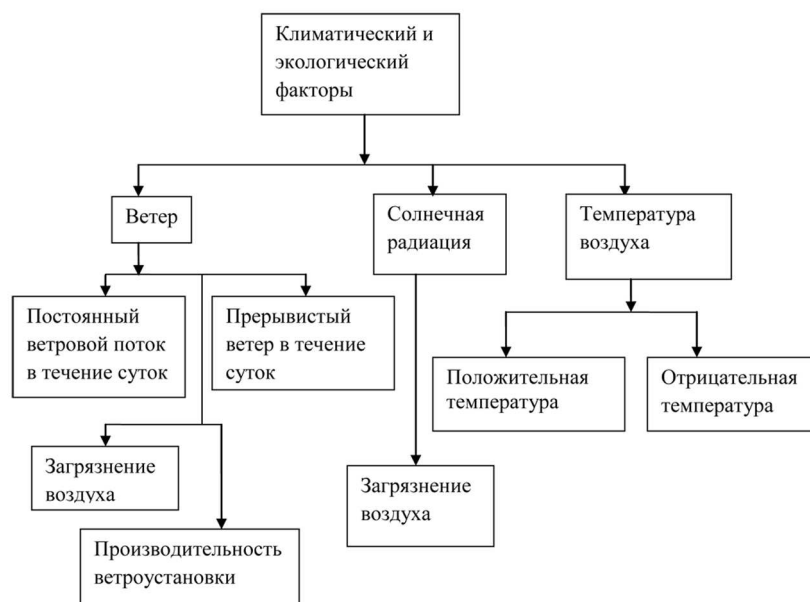 Климатический и
экологический
факторы
Ветер
Солнечная
радиация
Температура
воздуха
Постоянный
ветровой поток
в течение суток
Прерывистый
ветер в течение
суток
Положительная
температура
Отрицательная
температура
Загрязнение
воздуха
Загрязнение
воздуха
Производительность
ветроустановки